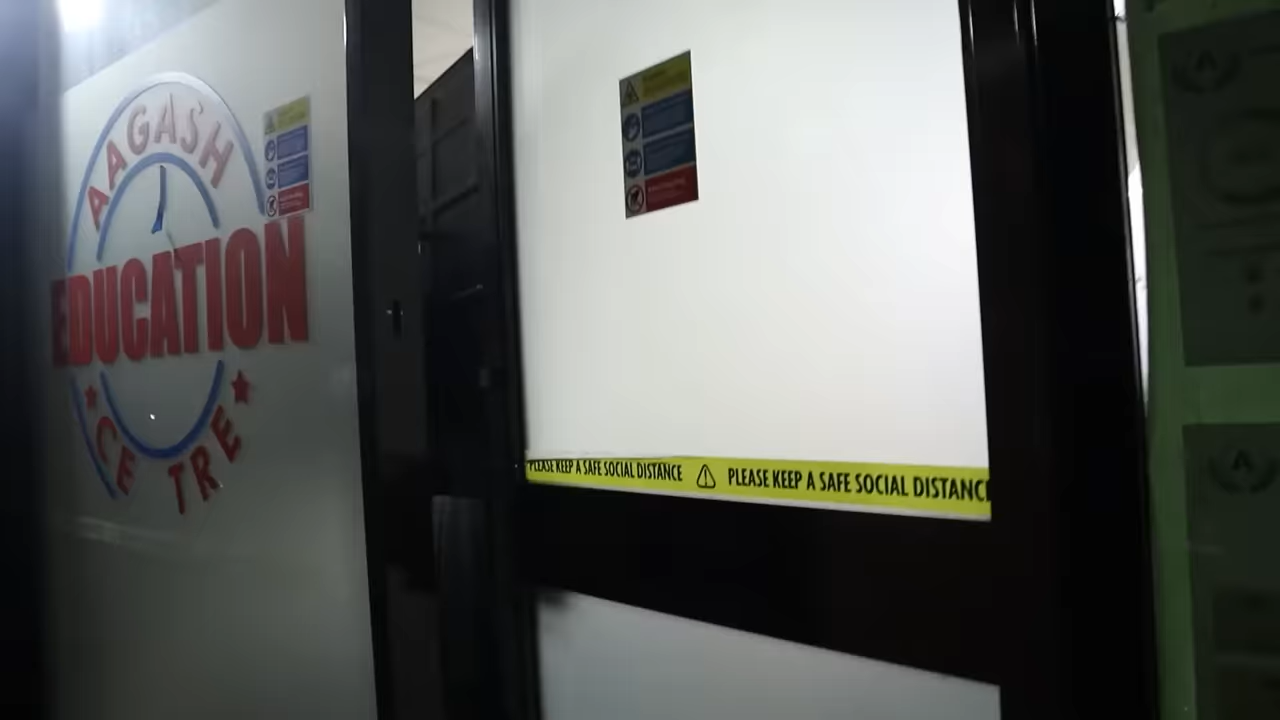 AAGASH
EDUCATION
CE TRE
PLEASE KEEP A SAFE SOCIAL DISTANCE PLEASE KEEP A SAFE SOCIAL DISTANC